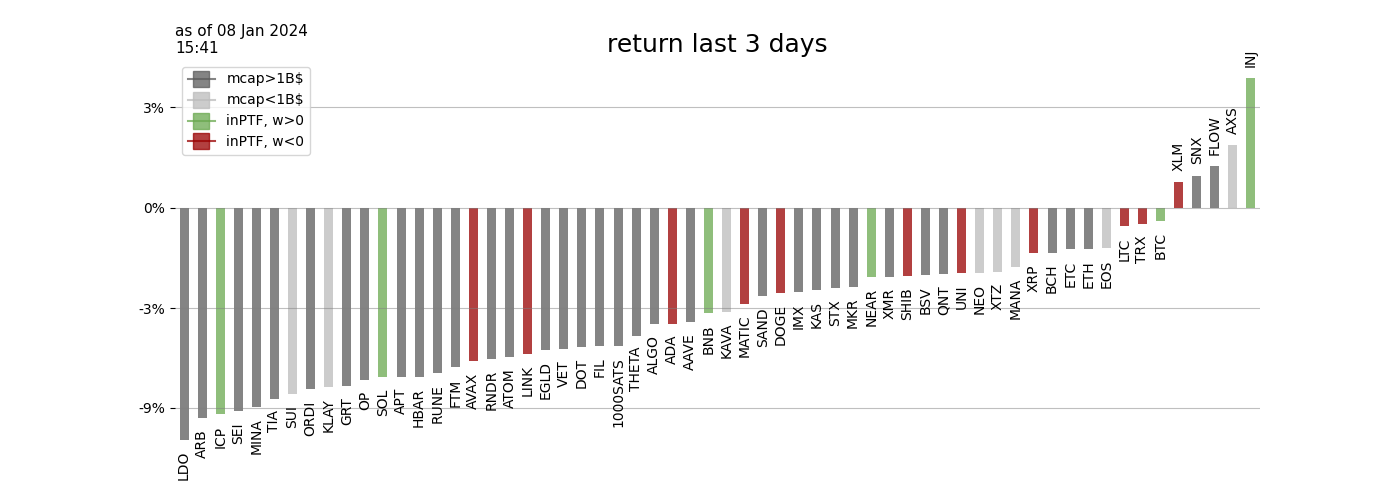 as of 08 Jan 2024
15:41
return last 3 days
mcap>1B$
mcap<1B$
inPTF, w>0
inPTF, w<0
3%
0%
-3%
-9%
LDO
ARB
ICP
SEI
MINA
TIA
SUI
ORDI
KLAY
GRT
OP
SOL
APT
HBAR
RUNE
FTM
AVAX
RNDR
ATOM
LINK
EGLD
VET
DOT
FIL
1000SATS
THETA
ALGO
ADA
AAVE
BNB
KAVA
MATIC
SAND
DOGE
IMX
KAS
STX
MKR
NEAR
XMR
SHIB
BSV
QNT
UNI
NEO
XTZ
MANA
XRP
BCH
ETC
ETH
EOS
LTC
TRX
BTC
XLM
SNX
FLOW
AXS
INJ